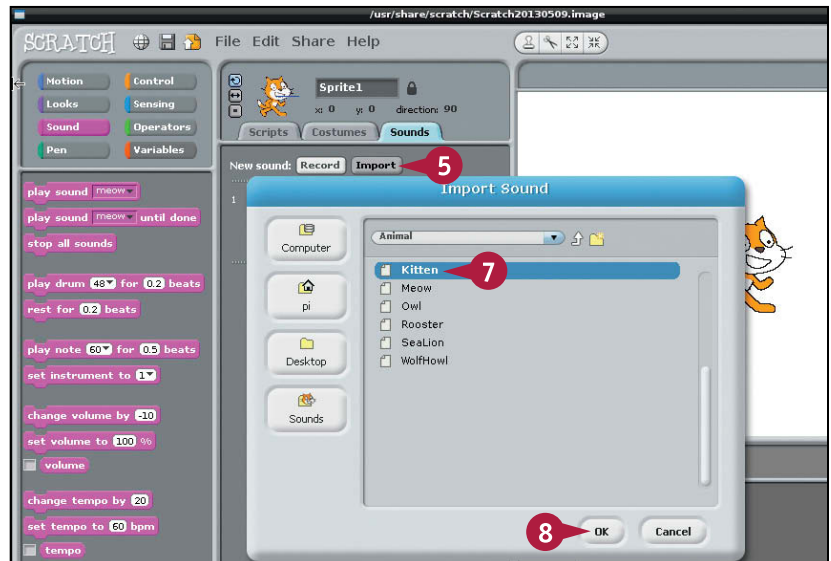 /usr/share/scratch/Scratch20130509.image
SCRATCH File Edit Share Help
Motion Control
Looks Sensing
Sound Operators
Pen Variables
Sprite1
x: 0 y: 0 direction: 90
Scripts Costumes Sounds
New sound: Record Import 5
1
play sound meow
play sound meow until done
stop all sounds
play drum 48 for 0.2 beats
rest for 0.2 beats
play note 60 for 0.5 beats
set instrument to 1
change volume by -10
set volume to 100 %
volume
change tempo by 20
set tempo to 60 bpm
tempo
Import Sound
Computer
pi
Desktop
Sounds
Animal
Kitten 7
Meow
Owl
Rooster
SeaLion
WolfHowl
8 OK Cancel